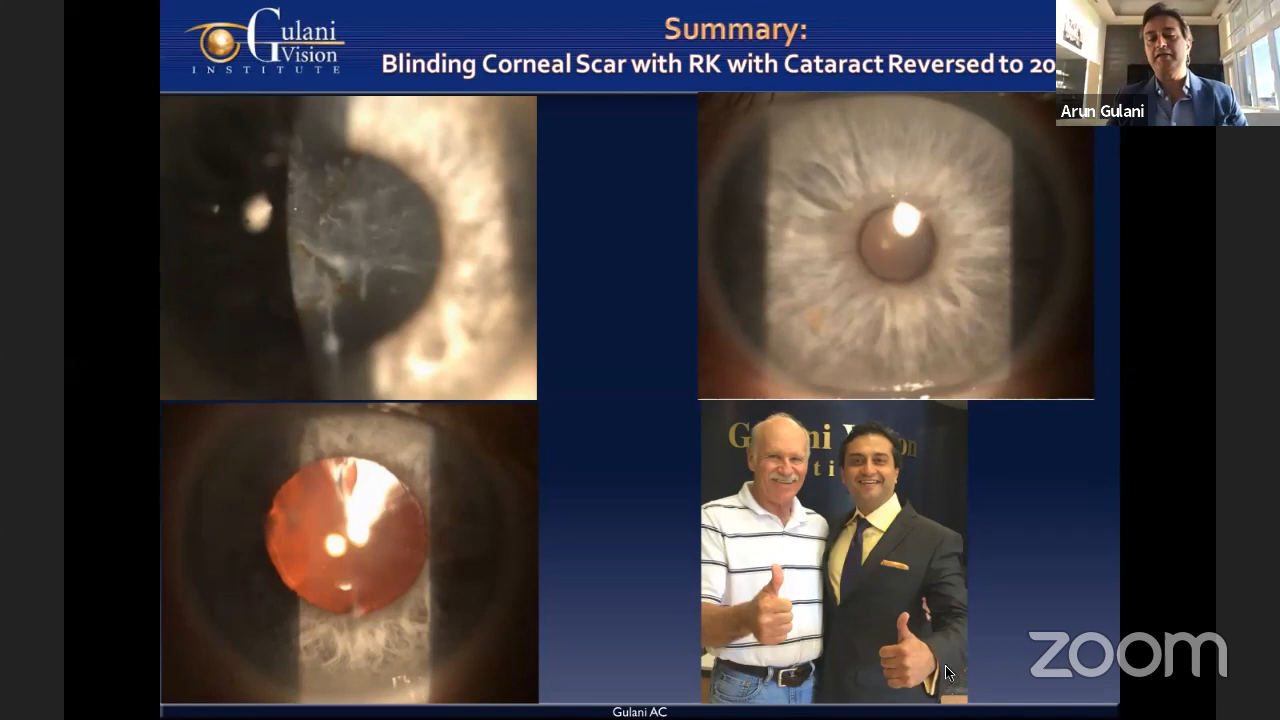 Gulani
Vision
INSTITUTE
Summary:
Blinding Corneal Scar with RK with Cataract Reversed to 20
Arun Gulani
Gulani AC
zoom